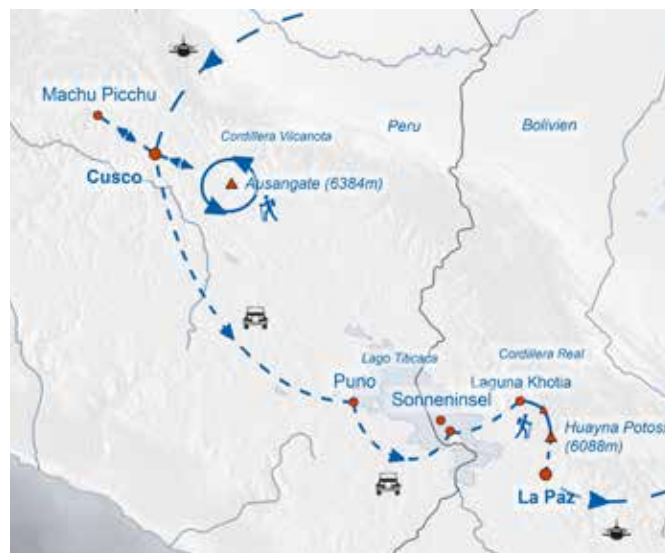 Machu Picchu
Cordillera Vilcanota
Peru
Bolivien
Cusco
Ausangate (6384m)
Lago Titicaca
Cordillera Real
Puno
Sonneninsel
Laguna Khotia
Huayna Potosi
(6088m)
La Paz